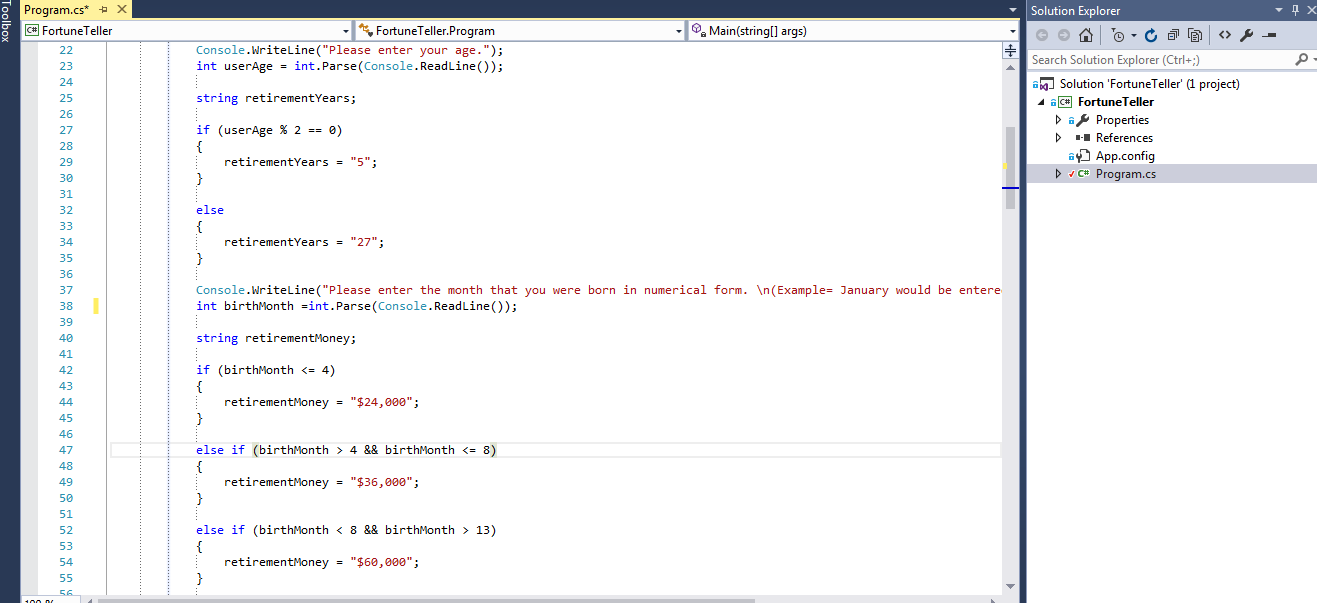 Toolbox
Program.cs*
Solution Explorer
C# FortuneTeller
FortuneTeller.Program
Main(string[] args)
Search Solution Explorer (Ctrl+;)
Solution 'FortuneTeller' (1 project)
C# FortuneTeller
Properties
References
App.config
C# Program.cs
22 Console.WriteLine("Please enter your age.");
23 int userAge = int.Parse(Console.ReadLine());
24
25 string retirementYears;
26
27 if (userAge % 2 == 0)
28 {
29 retirementYears = "5";
30 }
31
32 else
33 {
34 retirementYears = "27";
35 }
36
37 Console.WriteLine("Please enter the month that you were born in numerical form. \n(Example= January would be entere
38 int birthMonth =int.Parse(Console.ReadLine());
39
40 string retirementMoney;
41
42 if (birthMonth <= 4)
43 {
44 retirementMoney = "$24,000";
45 }
46
47 else if (birthMonth > 4 && birthMonth <= 8)
48 {
49 retirementMoney = "$36,000";
50 }
51
52 else if (birthMonth < 8 && birthMonth > 13)
53 {
54 retirementMoney = "$60,000";
55 }
56
100 %